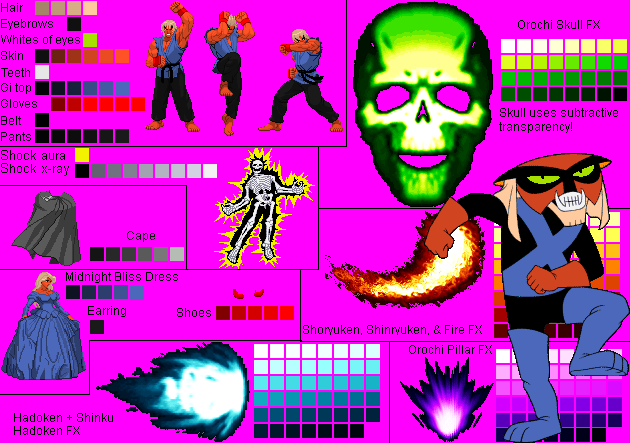 Hair
Eyebrows
Whites of eyes
Skin
Teeth
Gi top
Gloves
Belt
Pants
Orochi Skull FX
Skull uses subtractive
transparency!
Shock aura
Shock x-ray
Cape
Midnight Bliss Dress
Earring
Shoes
Shoryuken, Shinryuken, & Fire FX
Orochi Pillar FX
Hadoken + Shinku
Hadoken FX